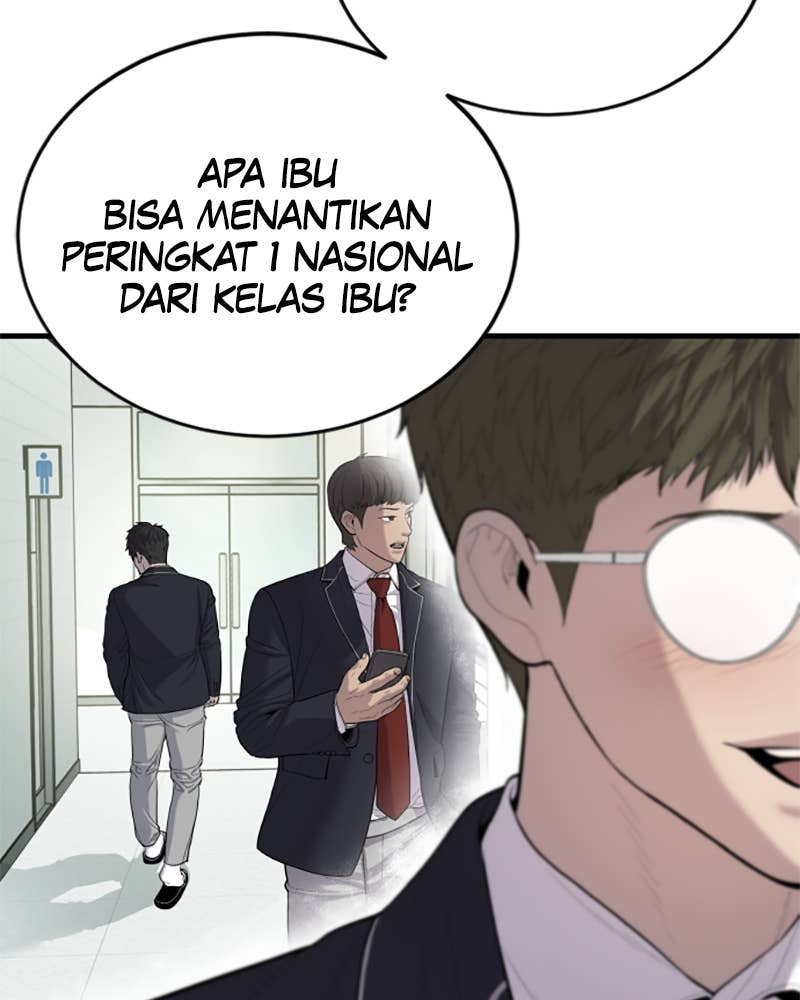 APA IBU
BISA MENANTIKAN
PERINGKAT 1 NASIONAL
DARI KELAS IBU?